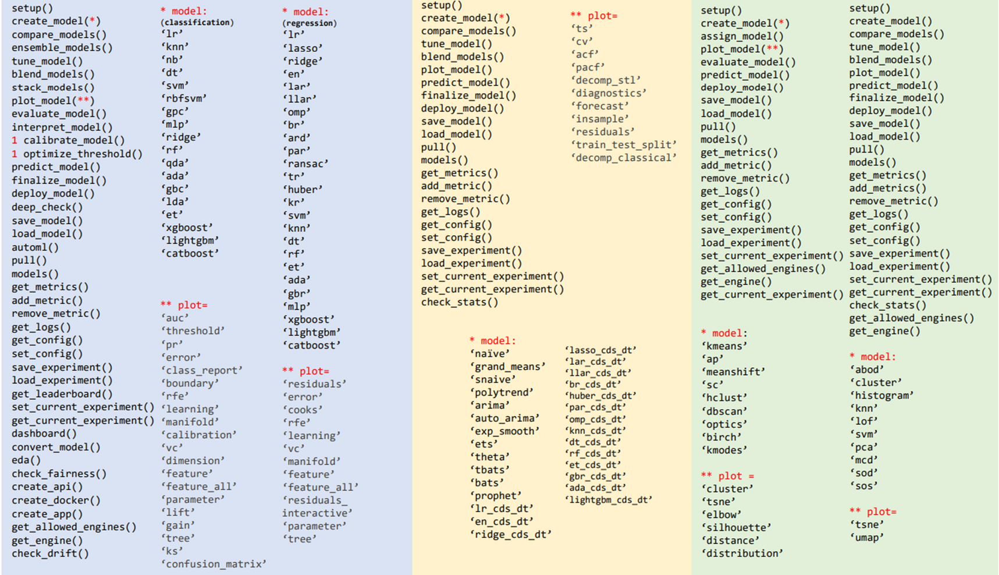 setup()
create_model(*)
compare_models()
ensemble_models()
tune_model()
blend_models()
stack_models()
plot_model(**)
evaluate_model()
interpret_model()
1 calibrate_model()
1 optimize_threshold()
predict_model()
finalize_model()
deploy_model()
deep_check()
save_model()
load_model()
automl()
pull()
models()
get_metrics()
add_metric()
remove_metric()
get_logs()
get_config()
set_config()
save_experiment()
load_experiment()
get_leaderboard()
set_current_experiment()
get_current_experiment()
dashboard()
convert_model()
eda()
check_fairness()
create_api()
create_docker()
create_app()
get_allowed_engines()
get_engine()
check_drift()
* model:
(classification)
‘lr’
‘knn’
‘nb’
‘dt’
‘svm’
‘rbfsvm’
‘gpc’
‘mlp’
‘ridge’
‘rf’
‘qda’
‘ada’
‘gbc’
‘lda’
‘et’
‘xgboost’
‘lightgbm’
‘catboost’
** plot=
‘auc’
‘threshold’
‘pr’
‘error’
‘class_report’
‘boundary’
‘rfe’
‘learning’
‘manifold’
‘calibration’
‘vc’
‘dimension’
‘feature’
‘feature_all’
‘parameter’
‘lift’
‘gain’
‘tree’
‘ks’
‘confusion_matrix’
* model:
(regression)
‘lr’
‘lasso’
‘ridge’
‘en’
‘lar’
‘llar’
‘omp’
‘br’
‘ard’
‘par’
‘ransac’
‘tr’
‘huber’
‘kr’
‘svm’
‘knn’
‘dt’
‘rf’
‘et’
‘ada’
‘gbr’
‘mlp’
‘xgboost’
‘lightgbm’
‘catboost’
** plot=
‘residuals’
‘error’
‘cooks’
‘rfe’
‘learning’
‘vc’
‘manifold’
‘feature’
‘feature_all’
‘residuals_
interactive’
‘parameter’
‘tree’
setup()
create_model(*)
compare_models()
tune_model()
blend_models()
plot_model()
predict_model()
finalize_model()
deploy_model()
save_model()
load_model()
pull()
models()
get_metrics()
add_metric()
remove_metric()
get_logs()
get_config()
set_config()
save_experiment()
load_experiment()
set_current_experiment()
get_current_experiment()
check_stats()
** plot=
‘ts’
‘cv’
‘acf’
‘pacf’
‘decomp_stl’
‘diagnostics’
‘forecast’
‘insample’
‘residuals’
‘train_test_split’
‘decomp_classical’
* model:
‘naïve’
‘grand_means’
‘snaive’
‘polytrend’
‘arima’
‘auto_arima’
‘exp_smooth’
‘ets’
‘theta’
‘tbats’
‘bats’
‘prophet’
‘lr_cds_dt’
‘en_cds_dt’
‘ridge_cds_dt’
‘lasso_cds_dt’
‘lar_cds_dt’
‘llar_cds_dt’
‘br_cds_dt’
‘huber_cds_dt’
‘par_cds_dt’
‘omp_cds_dt’
‘knn_cds_dt’
‘dt_cds_dt’
‘rf_cds_dt’
‘et_cds_dt’
‘gbr_cds_dt’
‘ada_cds_dt’
‘lightgbm_cds_dt’
setup()
create_model(*)
assign_model()
plot_model(**)
evaluate_model()
predict_model()
deploy_model()
save_model()
load_model()
pull()
models()
get_metrics()
add_metric()
remove_metric()
get_logs()
get_config()
set_config()
save_experiment()
load_experiment()
set_current_experiment()
get_allowed_engines()
get_engine()
get_current_experiment()
* model:
‘kmeans’
‘ap’
‘meanshift’
‘sc’
‘hclust’
‘dbscan’
‘optics’
‘birch’
‘kmodes’
** plot =
‘cluster’
‘tsne’
‘elbow’
‘silhouette’
‘distance’
‘distribution’
setup()
create_model()
compare_models()
tune_model()
blend_models()
plot_model()
predict_model()
finalize_model()
deploy_model()
save_model()
load_model()
pull()
models()
get_metrics()
add_metrics()
remove_metric()
get_logs()
get_config()
set_config()
save_experiment()
load_experiment()
set_current_experiment()
get_current_experiment()
check_stats()
get_allowed_engines()
get_engine()
* model:
‘abod’
‘cluster’
‘histogram’
‘knn’
‘lof’
‘svm’
‘pca’
‘mcd’
‘sod’
‘sos’
** plot=
‘tsne’
‘umap’